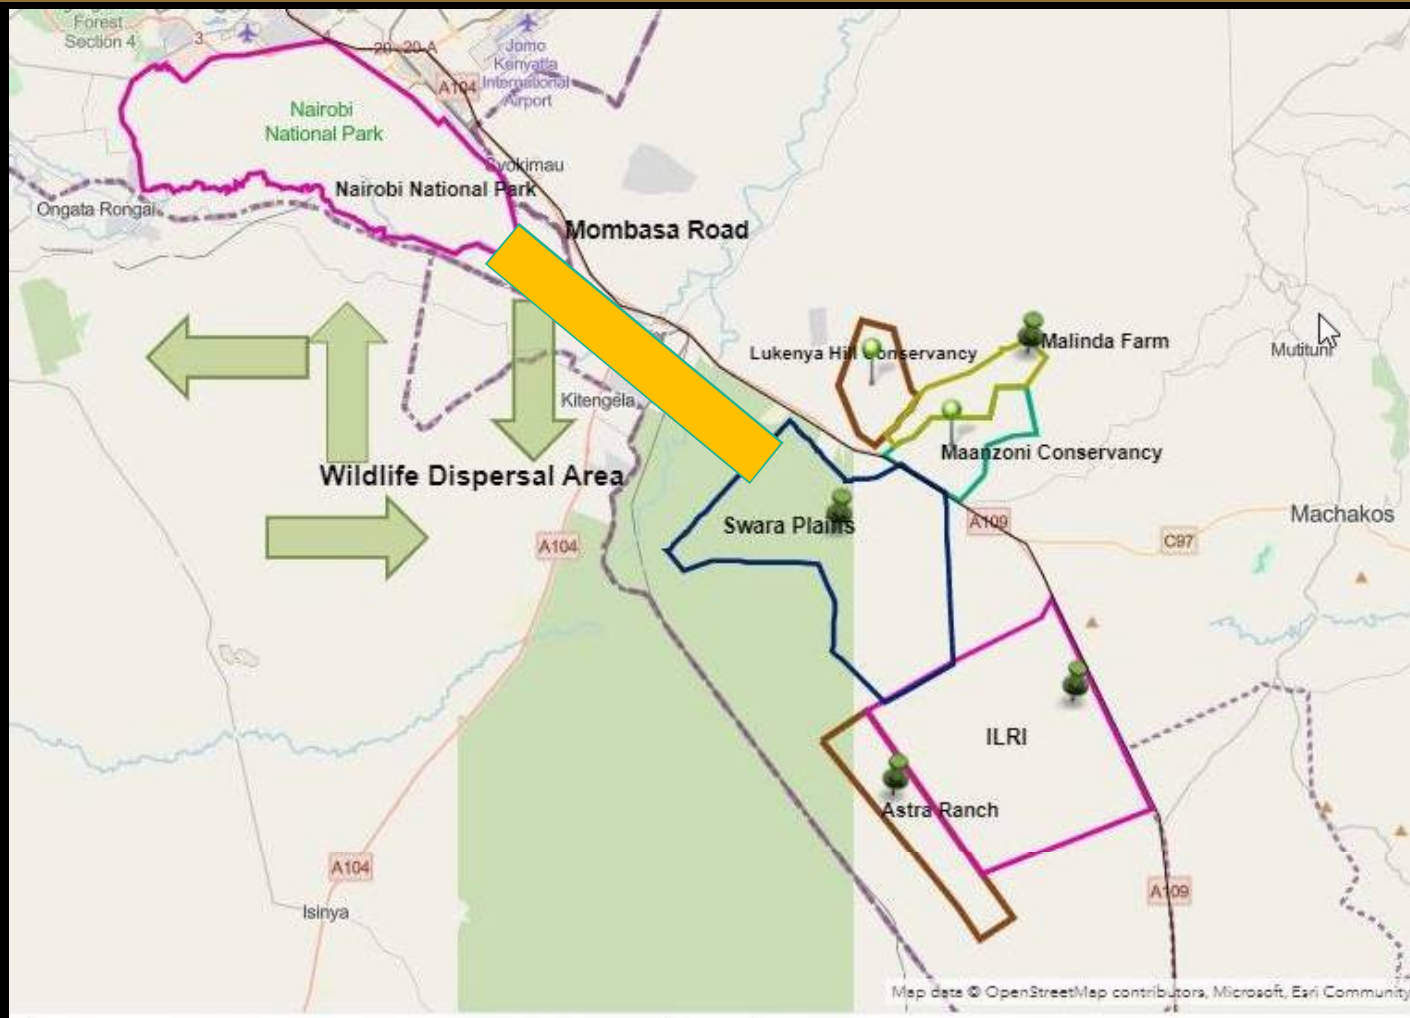 Forest
Section 4
3
4
20
20-A
Jomo
Kenyatta
International
Airport
A104
Nairobi
National Park
Syokimau
Nairobi National Park
Ongata Rongai
Mombasa Road
Lukenya Hill Conservancy
Malinda Farm
Mutituni
Kitengela
Maanzoni Conservancy
Wildlife Dispersal Area
Swara Plains
A109
Machakos
C97
A104
ILRI
Astra Ranch
A104
A109
Isinya
Map data © OpenStreetMap contributors, Microsoft, Esri Community